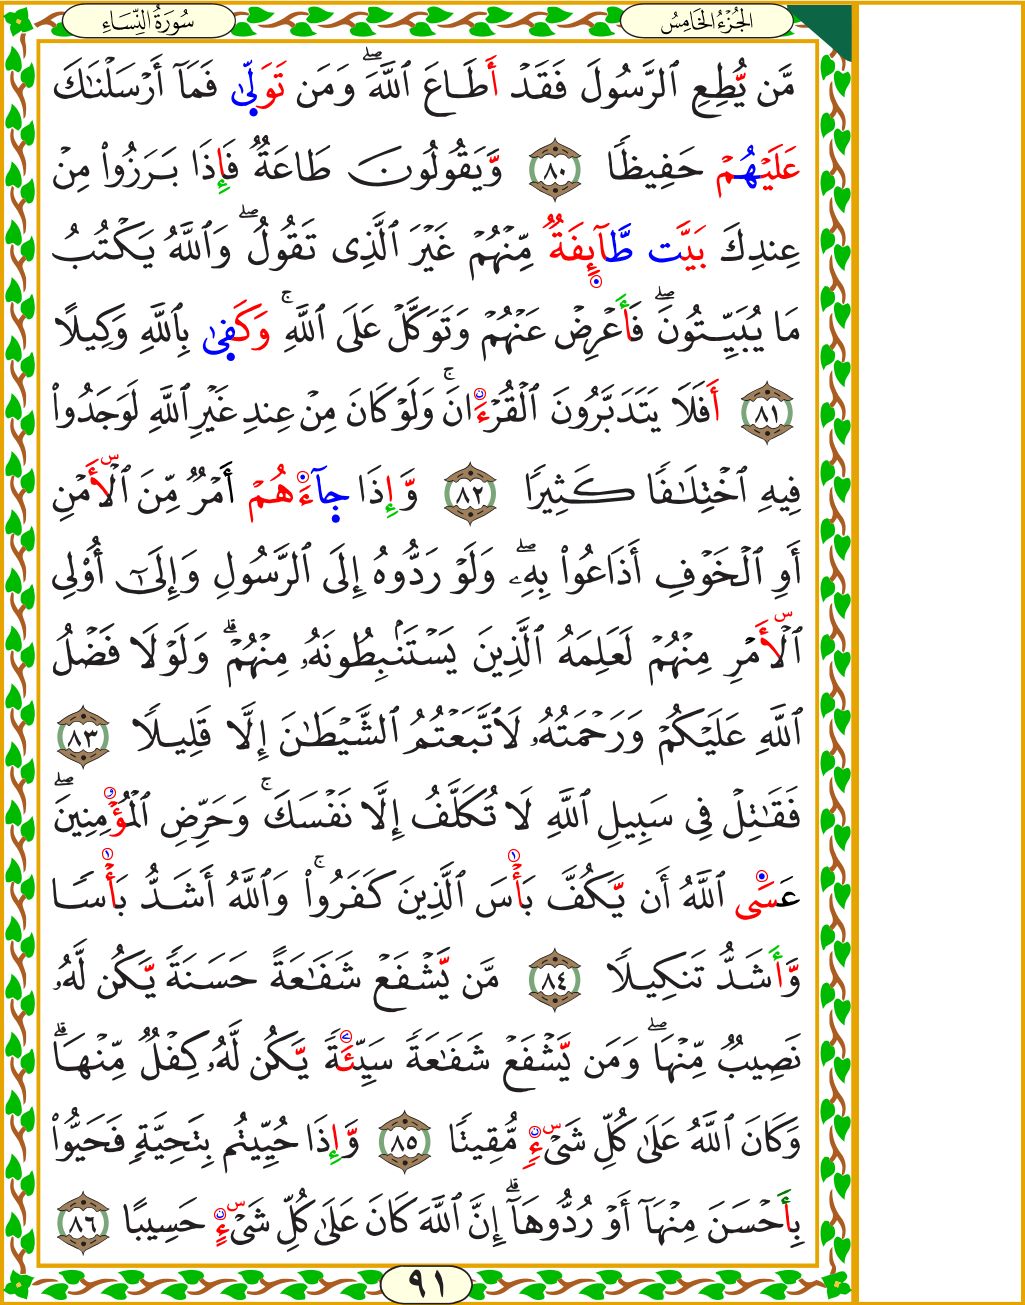 الجُزْءُ الخَامِسُ
سُورَةُ النِّسَاءِ
مَّن يُّطِعِ ٱلرَّسُولَ فَقَدْ أَطَاعَ ٱللَّهَۖ وَمَن تَوَلّٜىٰ فَمَآ أَرْسَلْنَٰكَ
عَلَيْهُمْ حَفِيظًا ٨٠ وَّيَقُولُونَ طَاعَةٌ فَإِذَا بَرَزُوا۟ مِنْ
عِندِكَ بَيَّت طَّآئِفَةٌ مِّنْهُمْ غَيْرَ ٱلَّذِى تَقُولُۖ وَٱللَّهُ يَكْتُبُ
مَا يُبَيِّتُونَۖ فَأَعْرِضْ عَنْهُمْ وَتَوَكَّلْ عَلَى ٱللَّهِۚ وَكَفٜىٰ بِٱللَّهِ وَكِيلًا
٨١ أَفَلَا يَتَدَبَّرُونَ ٱلْقُرْءَانَۚ وَلَوْ كَانَ مِنْ عِندِ غَيْرِ ٱللَّهِ لَوَجَدُوا۟
فِيهِ ٱخْتِلَٰفًا كَثِيرًا ٨٢ وَّإِذَا جٜآءَهُمْ أَمْرٌ مِّنَ ٱلْأَمْنِ
أَوِ ٱلْخَوْفِ أَذَاعُوا۟ بِهِۦۖ وَلَوْ رَدُّوهُ إِلَى ٱلرَّسُولِ وَإِلَىٰٓ أُو۟لِى
ٱلْأَمْرِ مِنْهُمْ لَعَلِمَهُ ٱلَّذِينَ يَسْتَنۢبِطُونَهُۥ مِنْهُمْۗ وَلَوْلَا فَضْلُ
ٱللَّهِ عَلَيْكُمْ وَرَحْمَتُهُۥ لَٱتَّبَعْتُمُ ٱلشَّيْطَٰنَ إِلَّا قَلِيلًا ٨٣
فَقَٰتِلْ فِى سَبِيلِ ٱللَّهِ لَا تُكَلَّفُ إِلَّا نَفْسَكَۚ وَحَرِّضِ ٱلْمُؤْمِنِينَۖ
عَسَى ٱللَّهُ أَن يَّكُفَّ بَأْسَ ٱلَّذِينَ كَفَرُوا۟ۚ وَٱللَّهُ أَشَدُّ بَأْسًا
وَّأَشَدُّ تَنكِيلًا ٨٤ مَّن يَّشْفَعْ شَفَٰعَةً حَسَنَةً يَّكُن لَّهُۥ
نَصِيبٌ مِّنْهَاۖ وَمَن يَّشْفَعْ شَفَٰعَةً سَيِّئَةً يَّكُن لَّهُۥ كِفْلٌ مِّنْهَاۗ
وَكَانَ ٱللَّهُ عَلَىٰ كُلِّ شَىْءٍ مُّقِيتًا ٨٥ وَّإِذَا حُيِّيتُم بِتَحِيَّةٍ فَحَيُّوا۟
بِأَحْسَنَ مِنْهَآ أَوْ رُدُّوهَآۗ إِنَّ ٱللَّهَ كَانَ عَلَىٰ كُلِّ شَىْءٍ حَسِيبًا ٨٦
٩١